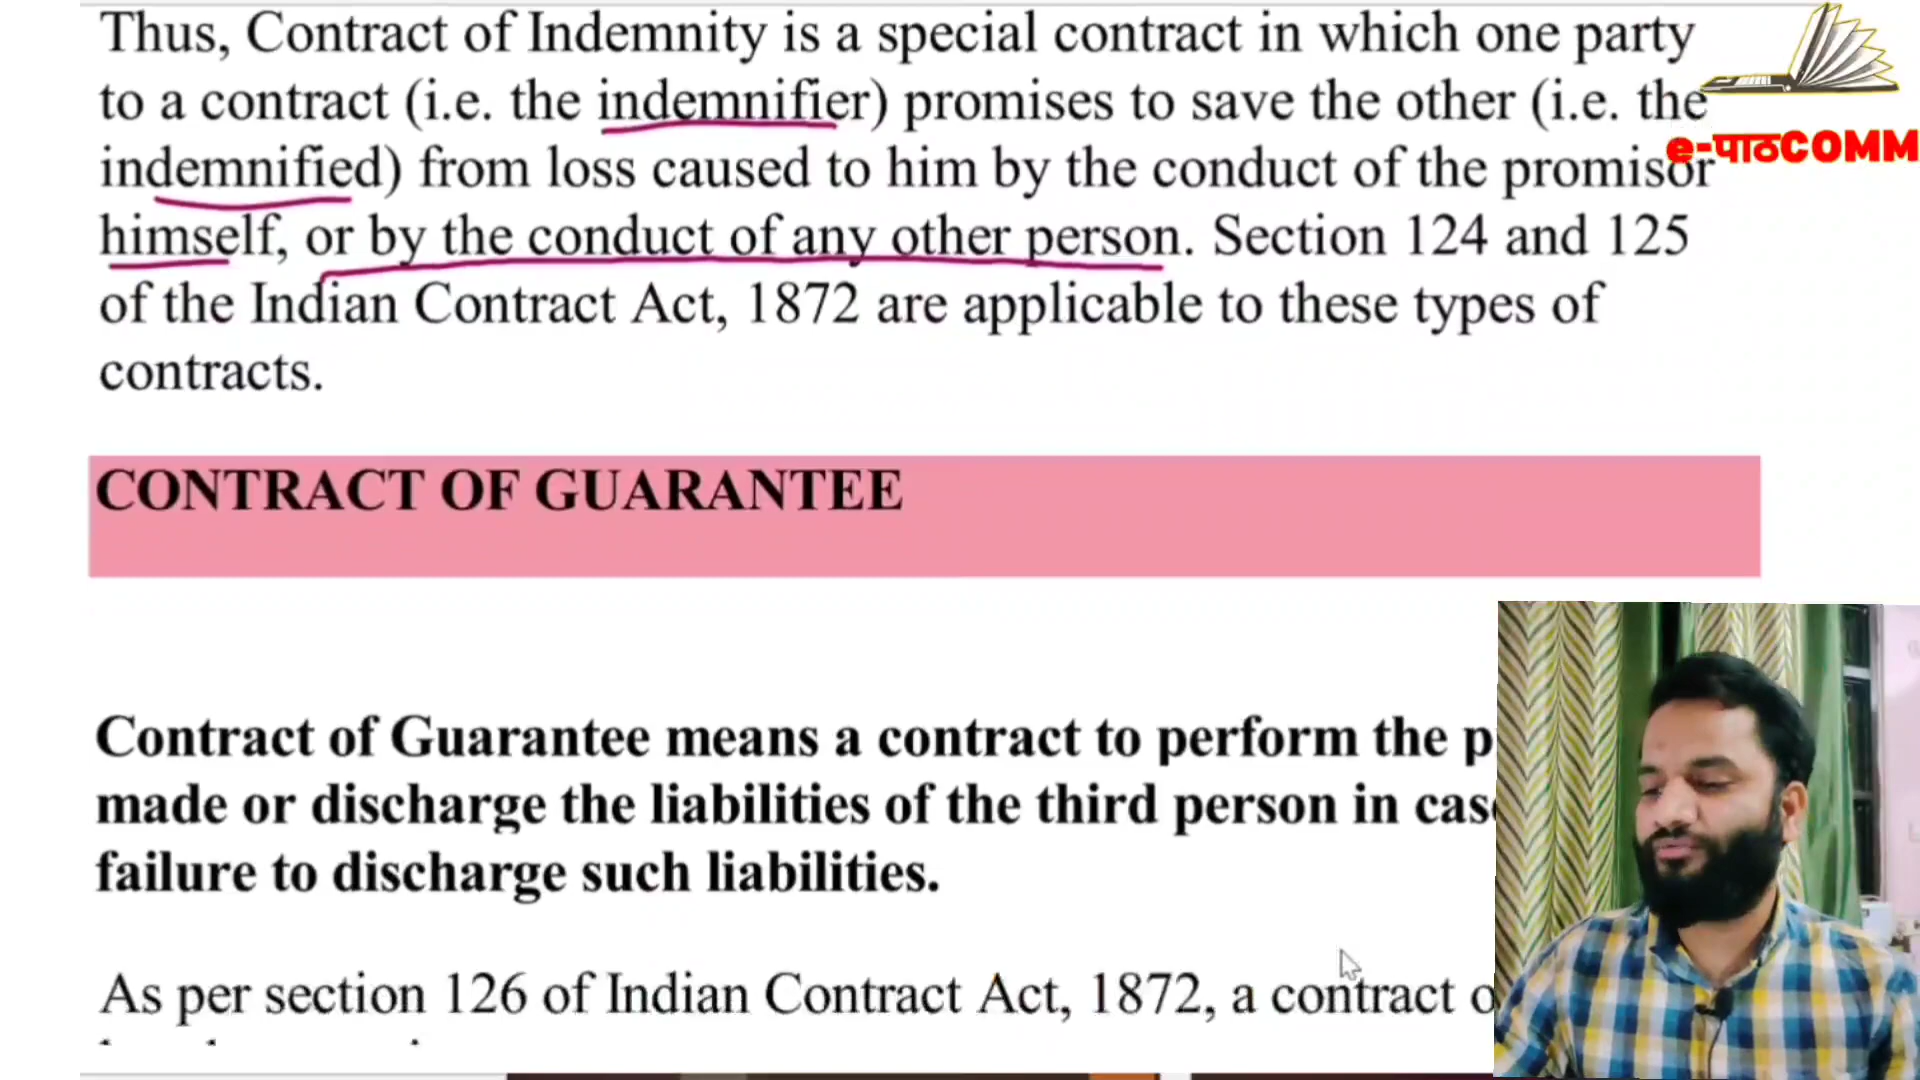 Thus, Contract of Indemnity is a special contract in which one party
to a contract (i.e. the indemnifier) promises to save the other (i.e. the
e-पाठCOMM
indemnified) from loss caused to him by the conduct of the promisor
himself, or by the conduct of any other person. Section 124 and 125
of the Indian Contract Act, 1872 are applicable to these types of
contracts.
CONTRACT OF GUARANTEE
Contract of Guarantee means a contract to perform the
made or discharge the liabilities of the third person in
failure to discharge such liabilities.
As per section 126 of Indian Contract Act, 1872, a contract